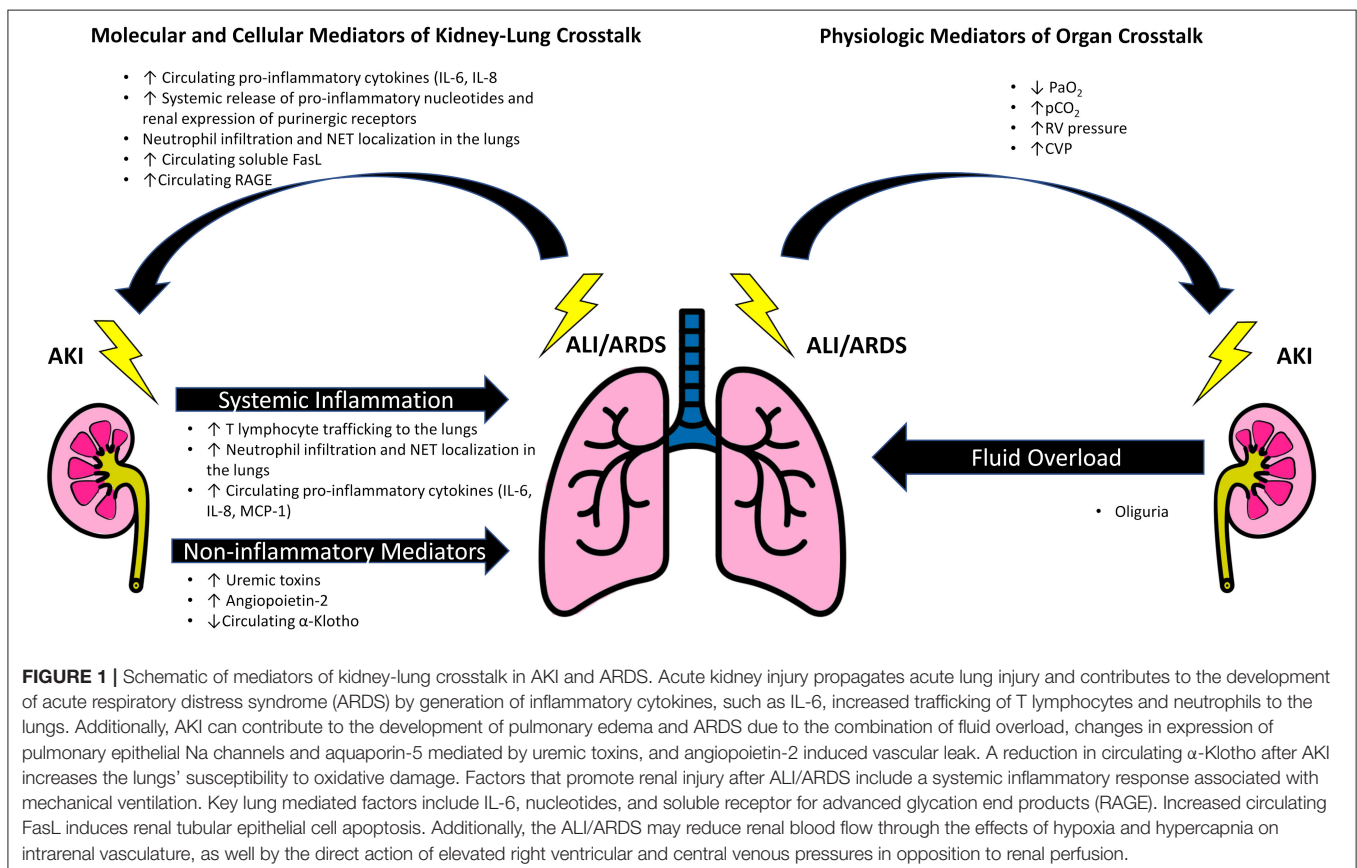 Molecular and Cellular Mediators of Kidney-Lung Crosstalk
• ↑ Circulating pro-inflammatory cytokines (IL-6, IL-8
• ↑ Systemic release of pro-inflammatory nucleotides and
renal expression of purinergic receptors
• Neutrophil infiltration and NET localization in the lungs
• ↑ Circulating soluble FasL
• ↑Circulating RAGE
Physiologic Mediators of Organ Crosstalk
• ↓ PaO₂
• ↑pCO₂
• ↑RV pressure
• ↑CVP
AKI
ALI/ARDS
ALI/ARDS
AKI
Systemic Inflammation
• ↑ T lymphocyte trafficking to the lungs
• ↑ Neutrophil infiltration and NET localization in
the lungs
• ↑ Circulating pro-inflammatory cytokines (IL-6,
IL-8, MCP-1)
Non-inflammatory Mediators
• ↑ Uremic toxins
• ↑ Angiopoietin-2
• ↓Circulating α-Klotho
Fluid Overload
• Oliguria
FIGURE 1 | Schematic of mediators of kidney-lung crosstalk in AKI and ARDS. Acute kidney injury propagates acute lung injury and contributes to the development
of acute respiratory distress syndrome (ARDS) by generation of inflammatory cytokines, such as IL-6, increased trafficking of T lymphocytes and neutrophils to the
lungs. Additionally, AKI can contribute to the development of pulmonary edema and ARDS due to the combination of fluid overload, changes in expression of
pulmonary epithelial Na channels and aquaporin-5 mediated by uremic toxins, and angiopoietin-2 induced vascular leak. A reduction in circulating α-Klotho after AKI
increases the lungs' susceptibility to oxidative damage. Factors that promote renal injury after ALI/ARDS include a systemic inflammatory response associated with
mechanical ventilation. Key lung mediated factors include IL-6, nucleotides, and soluble receptor for advanced glycation end products (RAGE). Increased circulating
FasL induces renal tubular epithelial cell apoptosis. Additionally, the ALI/ARDS may reduce renal blood flow through the effects of hypoxia and hypercapnia on
intrarenal vasculature, as well by the direct action of elevated right ventricular and central venous pressures in opposition to renal perfusion.